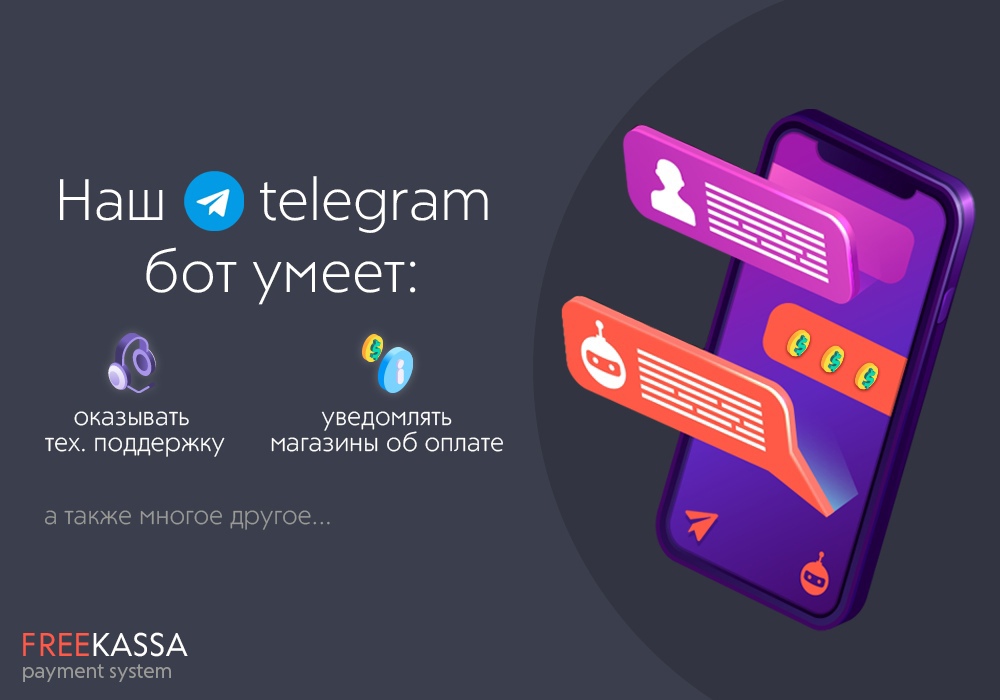 Наш telegram
бот умеет:
оказывать
тех. поддержку
уведомлять
магазины об оплате
а также многое другое...
FREEKASSA
payment system